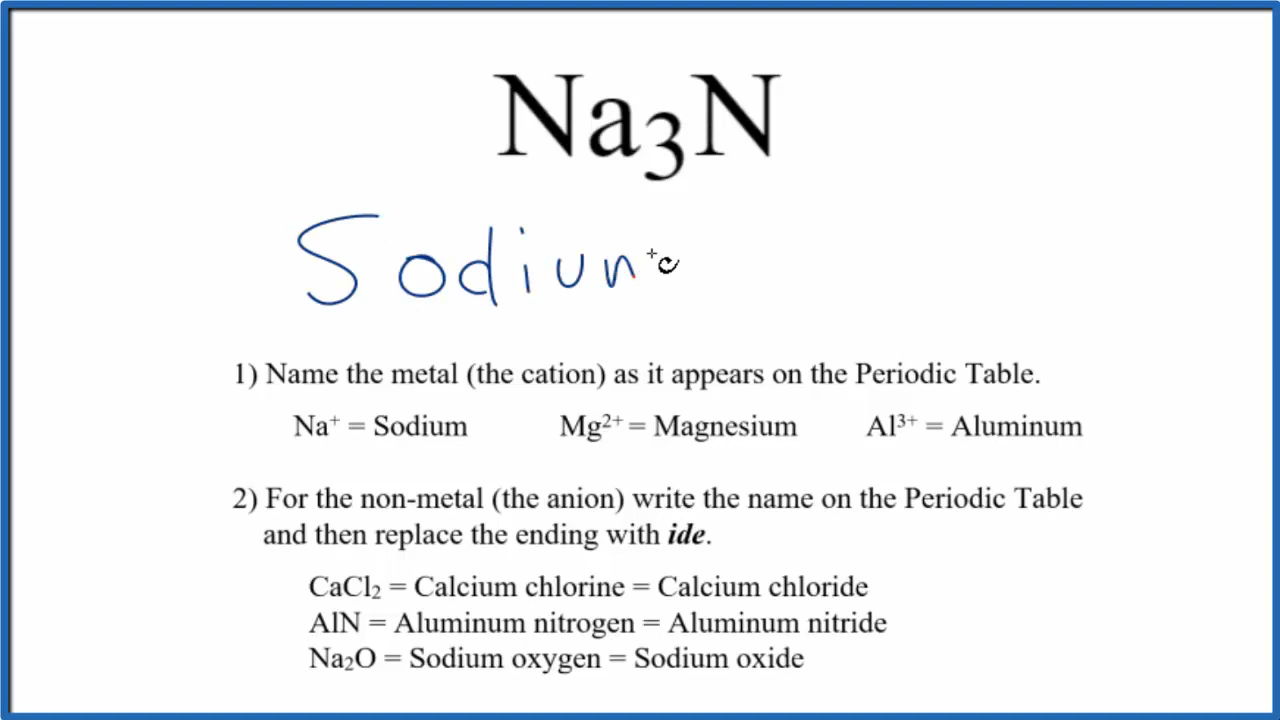 Na₃N
Sodium
1) Name the metal (the cation) as it appears on the Periodic Table.
Na⁺ = Sodium Mg²⁺ = Magnesium Al³⁺ = Aluminum
2) For the non-metal (the anion) write the name on the Periodic Table
and then replace the ending with ide.
CaCl₂ = Calcium chlorine = Calcium chloride
AlN = Aluminum nitrogen = Aluminum nitride
Na₂O = Sodium oxygen = Sodium oxide